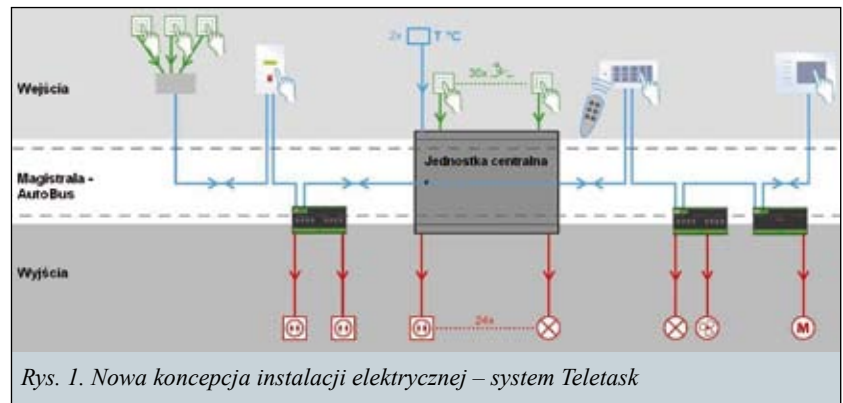 2x T °C
30x
Wejścia
Jednostka centralna
Magistrala -
AutoBus
Wyjścia
24x
M
Rys. 1. Nowa koncepcja instalacji elektrycznej – system Teletask